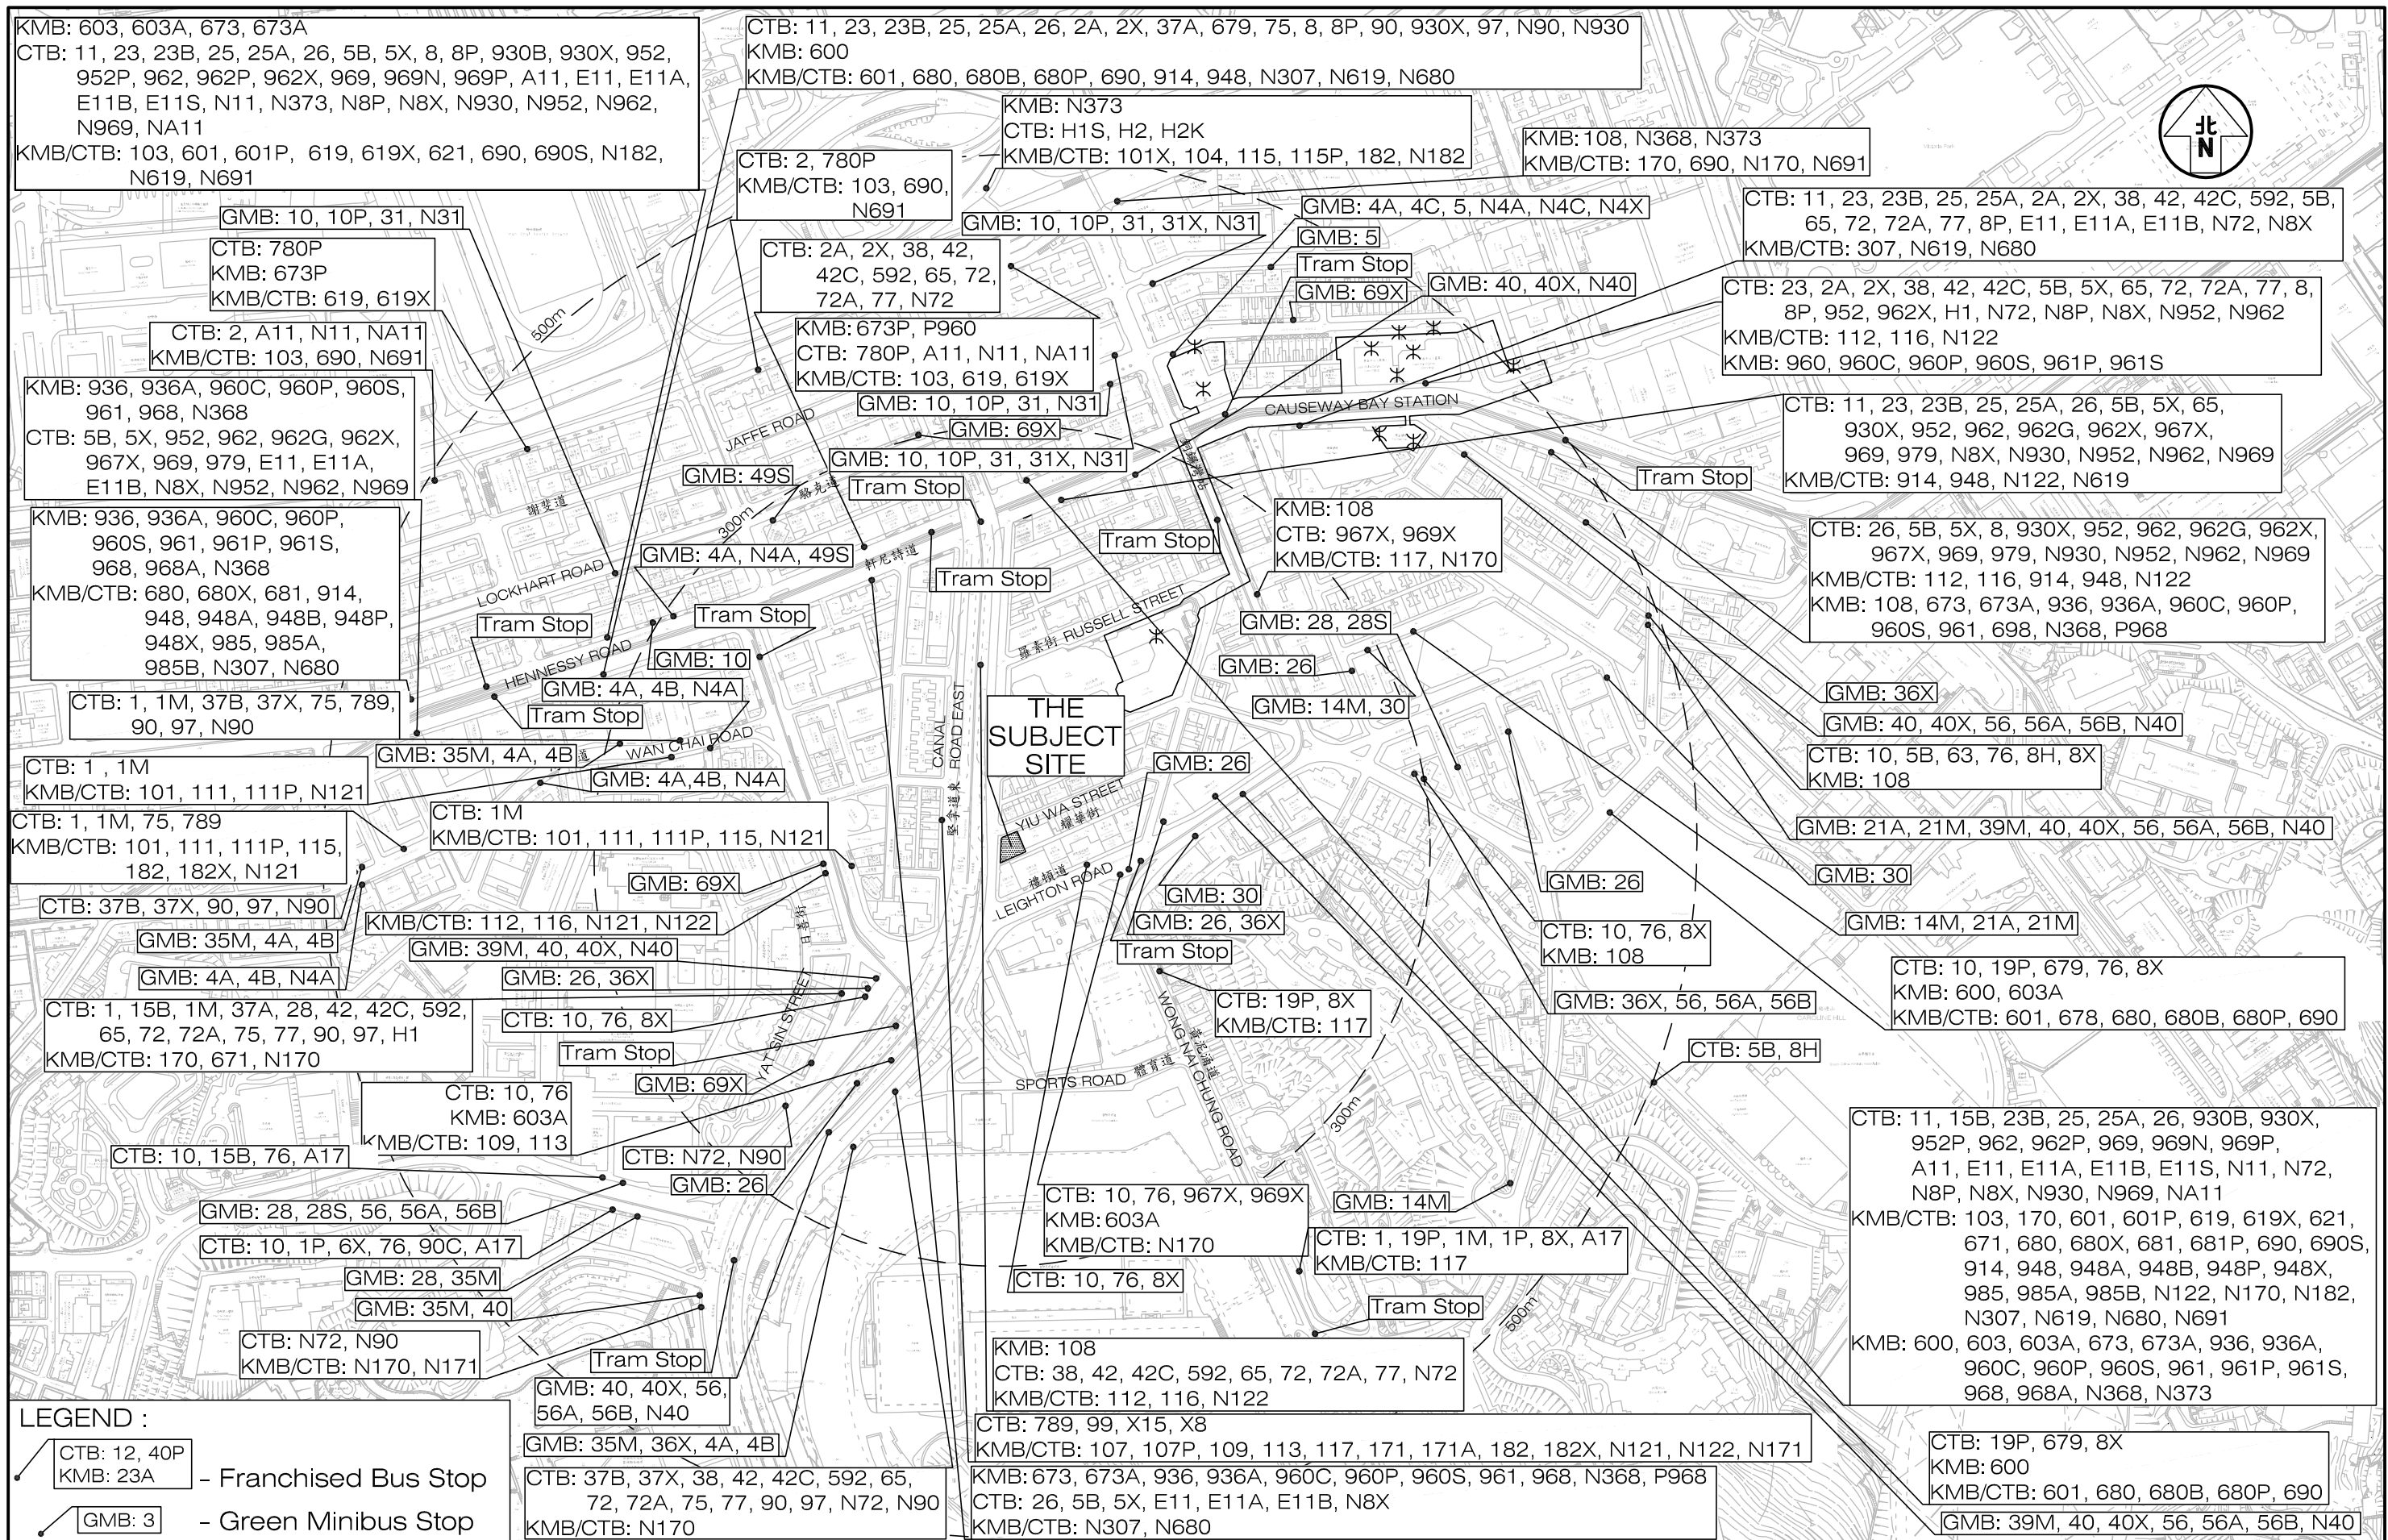 KMB: 603, 603A, 673, 673A
CTB: 11, 23, 23B, 25, 25A, 26, 5B, 5X, 8, 8P, 930B, 930X, 952,
952P, 962, 962P, 962X, 969, 969N, 969P, A11, E11, E11A,
E11B, E11S, N11, N373, N8P, N8X, N930, N952, N962,
N969, NA11
KMB/CTB: 103, 601, 601P, 619, 619X, 621, 690, 690S, N182,
N619, N691
CTB: 11, 23, 23B, 25, 25A, 26, 2A, 2X, 37A, 679, 75, 8, 8P, 90, 930X, 97, N90, N930
KMB: 600
KMB/CTB: 601, 680, 680B, 680P, 690, 914, 948, N307, N619, N680
KMB: N373
CTB: H1S, H2, H2K
KMB/CTB: 101X, 104, 115, 115P, 182, N182
KMB: 108, N368, N373
KMB/CTB: 170, 690, N170, N691
北
N
CTB: 2, 780P
KMB/CTB: 103, 690,
N691
GMB: 10, 10P, 31, N31
GMB: 10, 10P, 31, 31X, N31
GMB: 4A, 4C, 5, N4A, N4C, N4X
GMB: 5
Tram Stop
GMB: 69X
GMB: 40, 40X, N40
CTB: 11, 23, 23B, 25, 25A, 2A, 2X, 38, 42, 42C, 592, 5B,
65, 72, 72A, 77, 8P, E11, E11A, E11B, N72, N8X
KMB/CTB: 307, N619, N680
CTB: 780P
KMB: 673P
KMB/CTB: 619, 619X
CTB: 2A, 2X, 38, 42,
42C, 592, 65, 72,
72A, 77, N72
CTB: 23, 2A, 2X, 38, 42, 42C, 5B, 5X, 65, 72, 72A, 77, 8,
8P, 952, 962X, H1, N72, N8P, N8X, N952, N962
KMB/CTB: 112, 116, N122
KMB: 960, 960C, 960P, 960S, 961P, 961S
CTB: 2, A11, N11, NA11
KMB/CTB: 103, 690, N691
500m
KMB: 673P, P960
CTB: 780P, A11, N11, NA11
KMB/CTB: 103, 619, 619X
GMB: 10, 10P, 31, N31
GMB: 69X
GMB: 10, 10P, 31, 31X, N31
CAUSEWAY BAY STATION
銅鑼灣站
KMB: 936, 936A, 960C, 960P, 960S,
961, 968, N368
CTB: 5B, 5X, 952, 962, 962G, 962X,
967X, 969, 979, E11, E11A,
E11B, N8X, N952, N962, N969
JAFFE ROAD
謝斐道
駱克道
GMB: 49S
Tram Stop
300m
CTB: 11, 23, 23B, 25, 25A, 26, 5B, 5X, 65,
930X, 952, 962, 962G, 962X, 967X,
969, 979, N8X, N930, N952, N962, N969
KMB/CTB: 914, 948, N122, N619
Tram Stop
KMB: 936, 936A, 960C, 960P,
960S, 961, 961P, 961S,
968, 968A, N368
KMB/CTB: 680, 680X, 681, 914,
948, 948A, 948B, 948P,
948X, 985, 985A,
985B, N307, N680
KMB: 108
CTB: 967X, 969X
KMB/CTB: 117, N170
Tram Stop
CTB: 26, 5B, 5X, 8, 930X, 952, 962, 962G, 962X,
967X, 969, 979, N930, N952, N962, N969
KMB/CTB: 112, 116, 914, 948, N122
KMB: 108, 673, 673A, 936, 936A, 960C, 960P,
960S, 961, 698, N368, P968
GMB: 4A, N4A, 49S
軒尼詩道
Tram Stop
LOCKHART ROAD
Tram Stop
Tram Stop
HENNESSY ROAD
GMB: 10
羅素街 RUSSELL STREET
GMB: 28, 28S
GMB: 26
GMB: 14M, 30
GMB: 4A, 4B, N4A
Tram Stop
CTB: 1, 1M, 37B, 37X, 75, 789,
90, 97, N90
GMB: 35M, 4A, 4B
道
WAN CHAI ROAD
GMB: 4A,4B, N4A
CANAL ROAD EAST
堅拿道東
THE
SUBJECT
SITE
GMB: 26
YIU WA STREET
耀華街
GMB: 36X
GMB: 40, 40X, 56, 56A, 56B, N40
CTB: 10, 5B, 63, 76, 8H, 8X
KMB: 108
CTB: 1 , 1M
KMB/CTB: 101, 111, 111P, N121
CTB: 1M
KMB/CTB: 101, 111, 111P, 115, N121
GMB: 21A, 21M, 39M, 40, 40X, 56, 56A, 56B, N40
CTB: 1, 1M, 75, 789
KMB/CTB: 101, 111, 111P, 115,
182, 182X, N121
GMB: 69X
禮頓道
LEIGHTON ROAD
GMB: 30
GMB: 26
GMB: 30
CTB: 37B, 37X, 90, 97, N90
KMB/CTB: 112, 116, N121, N122
GMB: 26, 36X
GMB: 14M, 21A, 21M
GMB: 35M, 4A, 4B
GMB: 39M, 40, 40X, N40
日善街
Tram Stop
CTB: 10, 76, 8X
KMB: 108
GMB: 4A, 4B, N4A
GMB: 26, 36X
CTB: 10, 19P, 679, 76, 8X
KMB: 600, 603A
KMB/CTB: 601, 678, 680, 680B, 680P, 690
CTB: 1, 15B, 1M, 37A, 28, 42, 42C, 592,
65, 72, 72A, 75, 77, 90, 97, H1
KMB/CTB: 170, 671, N170
CTB: 10, 76, 8X
YAT SIN STREET
CTB: 19P, 8X
KMB/CTB: 117
GMB: 36X, 56, 56A, 56B
CAROLINE HILL
Tram Stop
GMB: 69X
黃泥涌道
WONG NAI CHUNG ROAD
SPORTS ROAD 體育道
CTB: 5B, 8H
CTB: 10, 76
KMB: 603A
KMB/CTB: 109, 113
300m
CTB: 10, 15B, 76, A17
CTB: N72, N90
GMB: 26
CTB: 11, 15B, 23B, 25, 25A, 26, 930B, 930X,
952P, 962, 962P, 969, 969N, 969P,
A11, E11, E11A, E11B, E11S, N11, N72,
N8P, N8X, N930, N969, NA11
KMB/CTB: 103, 170, 601, 601P, 619, 619X, 621,
671, 680, 680X, 681, 681P, 690, 690S,
914, 948, 948A, 948B, 948P, 948X,
985, 985A, 985B, N122, N170, N182,
N307, N619, N680, N691
KMB: 600, 603, 603A, 673, 673A, 936, 936A,
960C, 960P, 960S, 961, 961P, 961S,
968, 968A, N368, N373
GMB: 28, 28S, 56, 56A, 56B
CTB: 10, 76, 967X, 969X
KMB: 603A
KMB/CTB: N170
GMB: 14M
CTB: 10, 1P, 6X, 76, 90C, A17
CTB: 1, 19P, 1M, 1P, 8X, A17
KMB/CTB: 117
GMB: 28, 35M
CTB: 10, 76, 8X
GMB: 35M, 40
Tram Stop
500m
CTB: N72, N90
KMB/CTB: N170, N171
Tram Stop
KMB: 108
CTB: 38, 42, 42C, 592, 65, 72, 72A, 77, N72
KMB/CTB: 112, 116, N122
GMB: 40, 40X, 56,
56A, 56B, N40
CTB: 789, 99, X15, X8
KMB/CTB: 107, 107P, 109, 113, 117, 171, 171A, 182, 182X, N121, N122, N171
GMB: 35M, 36X, 4A, 4B
CTB: 19P, 679, 8X
KMB: 600
KMB/CTB: 601, 680, 680B, 680P, 690
CTB: 37B, 37X, 38, 42, 42C, 592, 65,
72, 72A, 75, 77, 90, 97, N72, N90
KMB/CTB: N170
KMB: 673, 673A, 936, 936A, 960C, 960P, 960S, 961, 968, N368, P968
CTB: 26, 5B, 5X, E11, E11A, E11B, N8X
KMB/CTB: N307, N680
GMB: 39M, 40, 40X, 56, 56A, 56B, N40
LEGEND :
CTB: 12, 40P
KMB: 23A
- Franchised Bus Stop
GMB: 3
- Green Minibus Stop